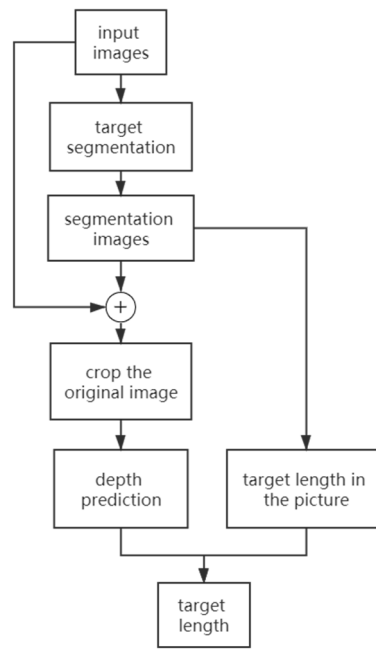 input
images
target
segmentation
segmentation
images
+
crop the
original image
depth
prediction
target length in
the picture
target
length